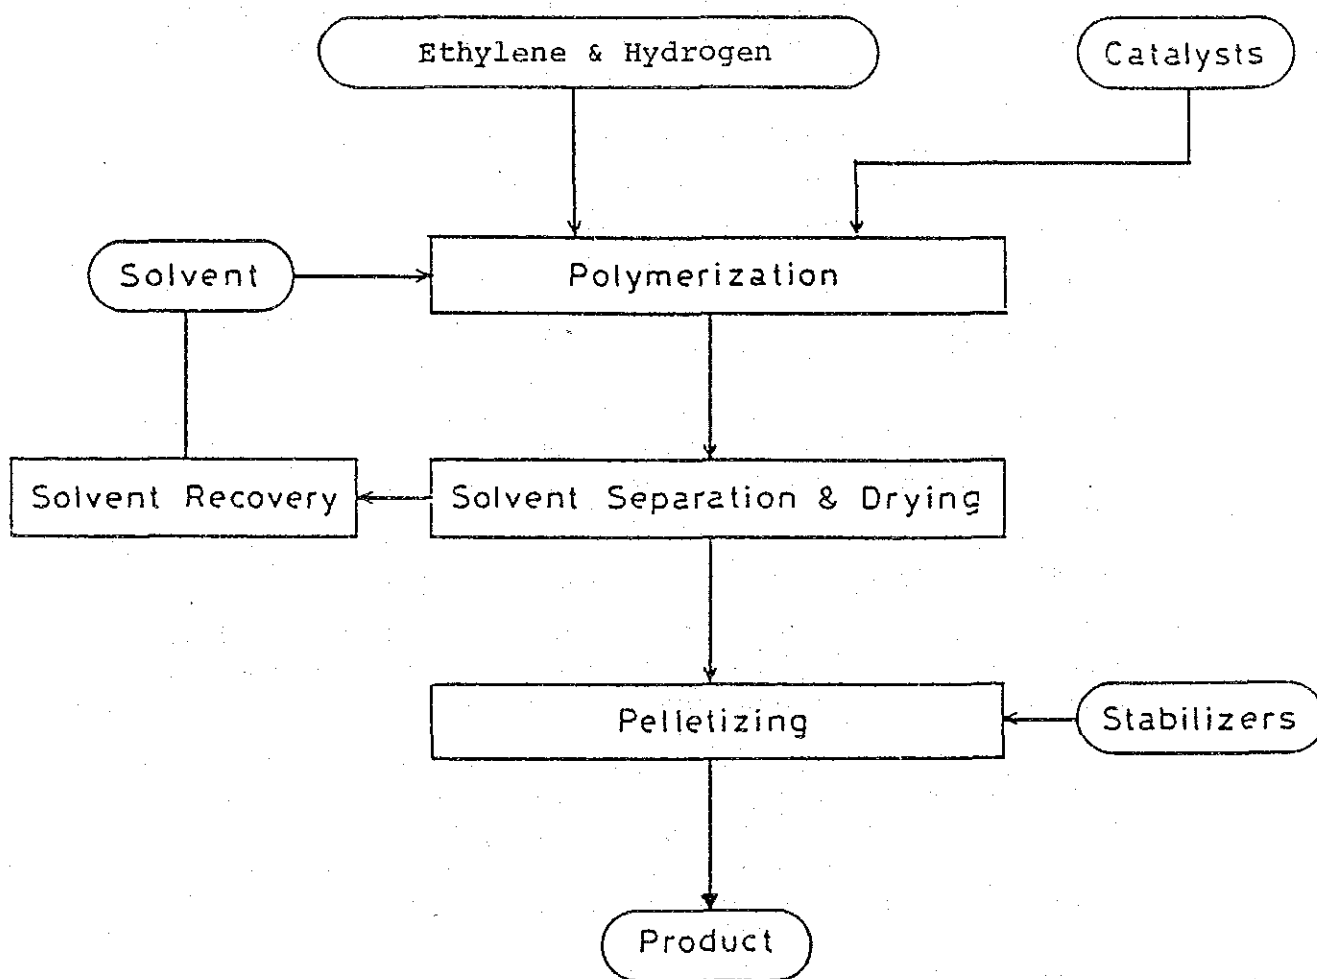 Ethylene & Hydrogen
Catalysts
Solvent
Polymerization
Solvent Recovery
Solvent Separation & Drying
Pelletizing
Stabilizers
Product